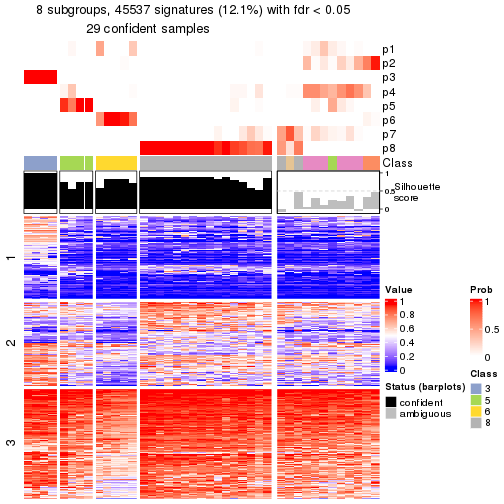 8 subgroups, 45537 signatures (12.1%) with fdr < 0.05
29 confident samples
p1
p2
p3
p4
p5
p6
p7
p8
Class
1
0.5
0
Silhouette
score
1
2
3
Value
1
0.8
0.6
0.4
0.2
0
Status (barplots)
confident
ambiguous
Prob
1
0.5
0
Class
3
5
6
8